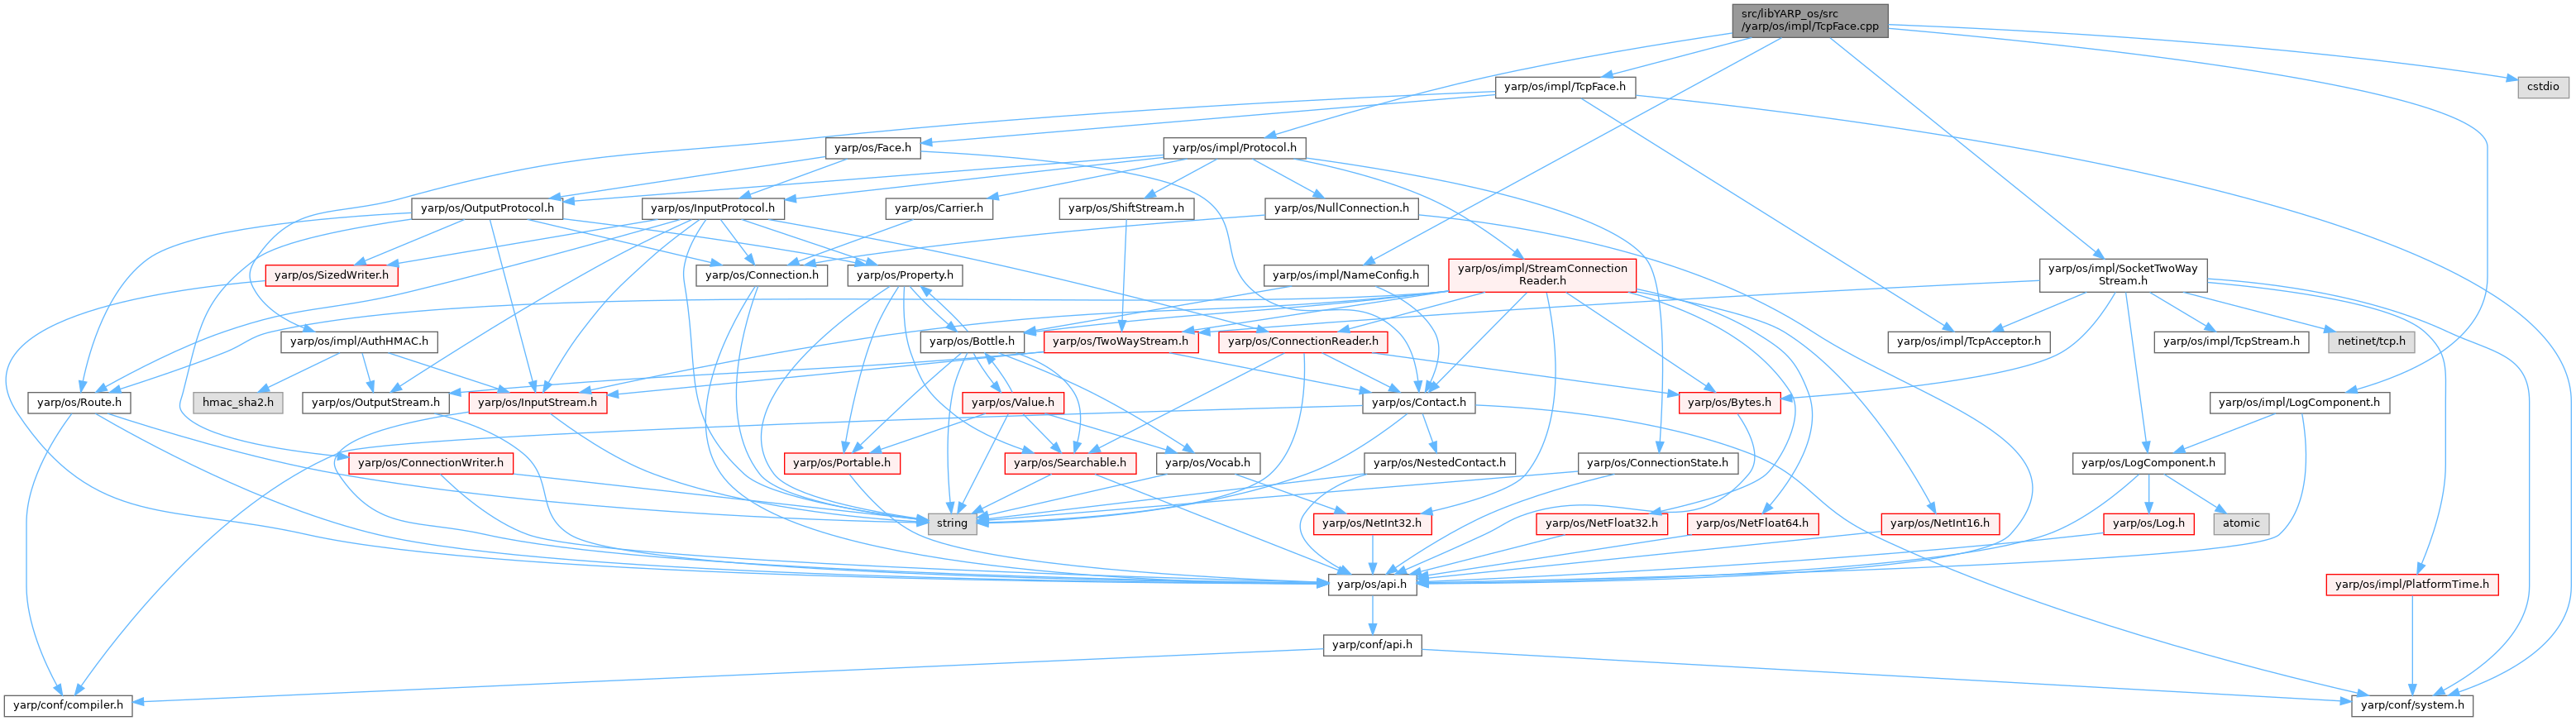 src/libYARP_os/src
/yarp/os/impl/TcpFace.cpp
yarp/os/impl/TcpFace.h
cstdio
yarp/os/Face.h
yarp/os/impl/Protocol.h
yarp/os/OutputProtocol.h
yarp/os/InputProtocol.h
yarp/os/Carrier.h
yarp/os/ShiftStream.h
yarp/os/NullConnection.h
yarp/os/SizedWriter.h
yarp/os/Connection.h
yarp/os/Property.h
yarp/os/impl/NameConfig.h
yarp/os/impl/StreamConnection
Reader.h
yarp/os/impl/SocketTwoWay
Stream.h
yarp/os/impl/AuthHMAC.h
yarp/os/Bottle.h
yarp/os/TwoWayStream.h
yarp/os/ConnectionReader.h
yarp/os/impl/TcpAcceptor.h
yarp/os/impl/TcpStream.h
netinet/tcp.h
yarp/os/Route.h
hmac_sha2.h
yarp/os/OutputStream.h
yarp/os/InputStream.h
yarp/os/Value.h
yarp/os/Contact.h
yarp/os/Bytes.h
yarp/os/impl/LogComponent.h
yarp/os/ConnectionWriter.h
yarp/os/Portable.h
yarp/os/Searchable.h
yarp/os/Vocab.h
yarp/os/NestedContact.h
yarp/os/ConnectionState.h
yarp/os/LogComponent.h
string
yarp/os/NetInt32.h
yarp/os/NetFloat32.h
yarp/os/NetFloat64.h
yarp/os/NetInt16.h
yarp/os/Log.h
atomic
yarp/os/api.h
yarp/os/impl/PlatformTime.h
yarp/conf/api.h
yarp/conf/compiler.h
yarp/conf/system.h